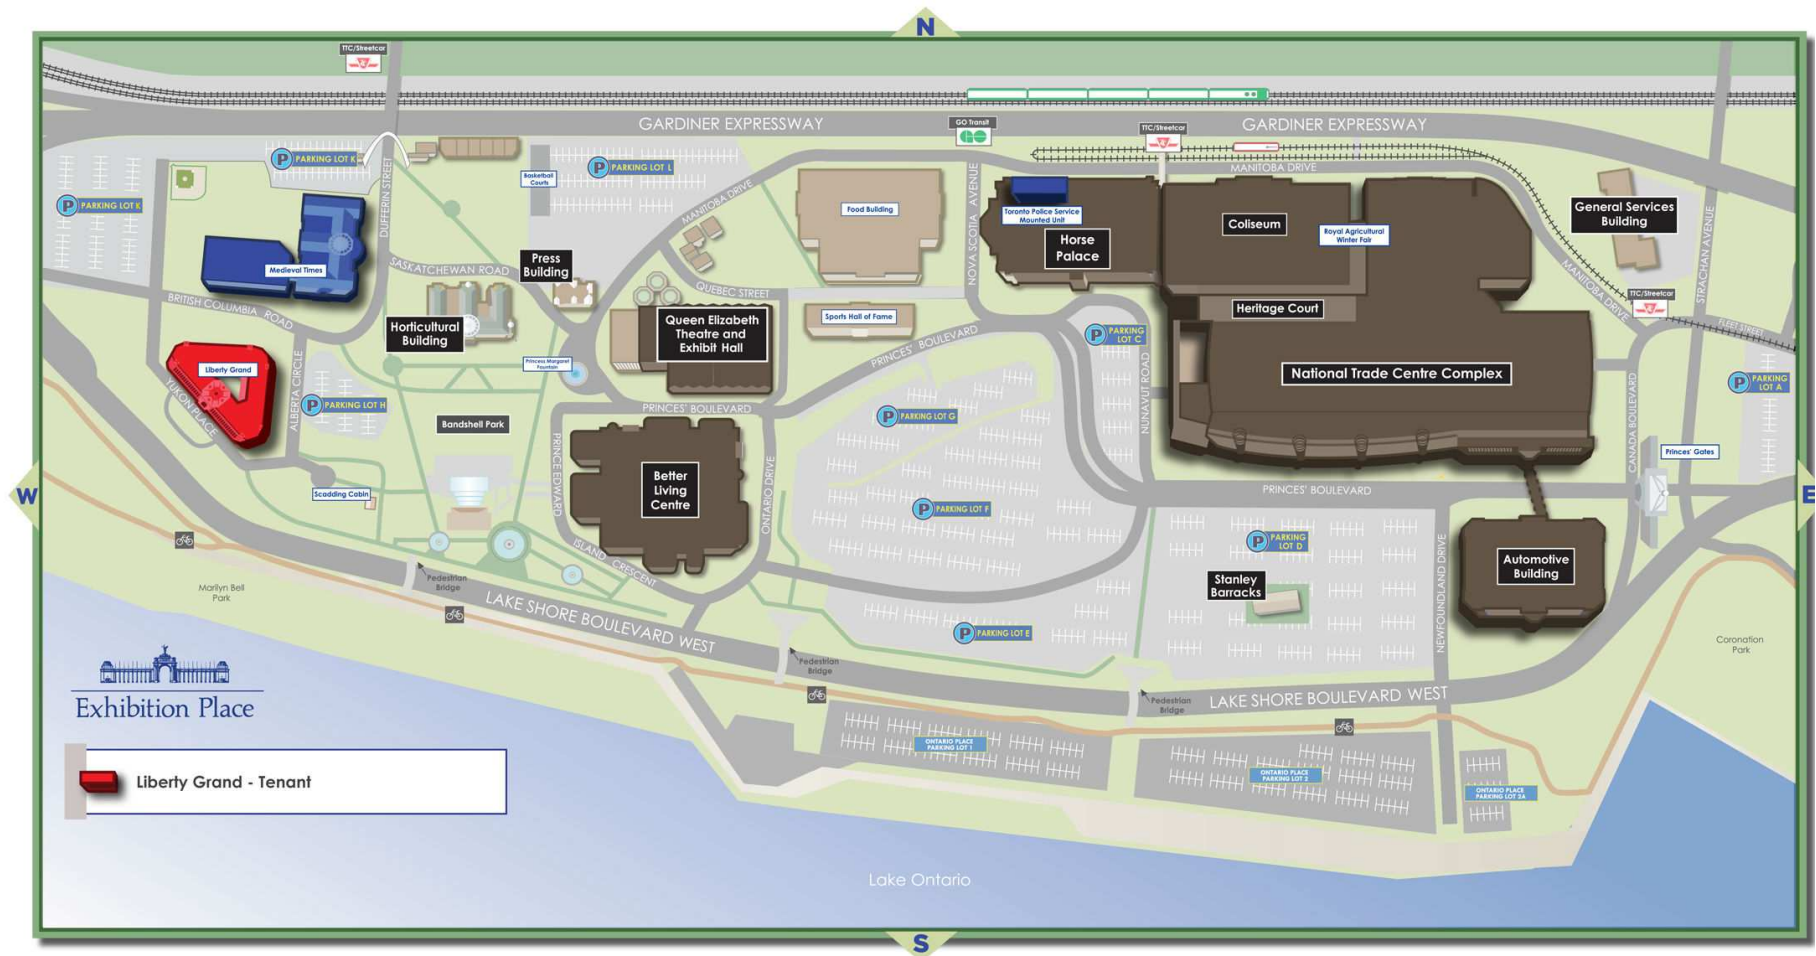 N
TTC/Streetcar
GARDINER EXPRESSWAY
GO Transit
TTC/Streetcar
GARDINER EXPRESSWAY
P PARKING LOT K
DUFFERIN STREET
Basketball
Courts
P PARKING LOT L
MANITOBA DRIVE
Food Building
NOVA SCOTIA AVENUE
Toronto Police Service
Mounted Unit
Horse
Palace
MANITOBA DRIVE
Coliseum
Royal Agricultural
Winter Fair
General Services
Building
STRACHAN AVENUE
P PARKING LOT K
Medieval Times
SASKATCHEWAN ROAD
Press
Building
QUEBEC STREET
MANITOBA DRIVE
TTC/Streetcar
FLEET STREET
BRITISH COLUMBIA ROAD
Horticultural
Building
Queen Elizabeth
Theatre and
Exhibit Hall
Sports Hall of Fame
PRINCES' BOULEVARD
P PARKING
LOT C
Heritage Court
Liberty Grand
Princess Margaret
Fountain
NUNAVUT ROAD
National Trade Centre Complex
P PARKING
LOT A
YUKON PLACE
ALBERTA CIRCLE
P PARKING LOT H
Bandshell Park
PRINCES' BOULEVARD
P PARKING LOT G
CANADA BOULEVARD
Princes' Gates
W
Scadding Cabin
PRINCE EDWARD
ISLAND CRESCENT
Better
Living
Centre
ONTARIO DRIVE
P PARKING LOT F
PRINCES' BOULEVARD
E
P PARKING
LOT D
NEWFOUNDLAND DRIVE
Automotive
Building
Stanley
Barracks
Marilyn Bell
Park
Pedestrian
Bridge
LAKE SHORE BOULEVARD WEST
P PARKING LOT E
Coronation
Park
Pedestrian
Bridge
Pedestrian
Bridge
LAKE SHORE BOULEVARD WEST
Exhibition Place
ONTARIO PLACE
PARKING LOT 1
ONTARIO PLACE
PARKING LOT 2
ONTARIO PLACE
PARKING LOT 2A
Liberty Grand - Tenant
Lake Ontario
S